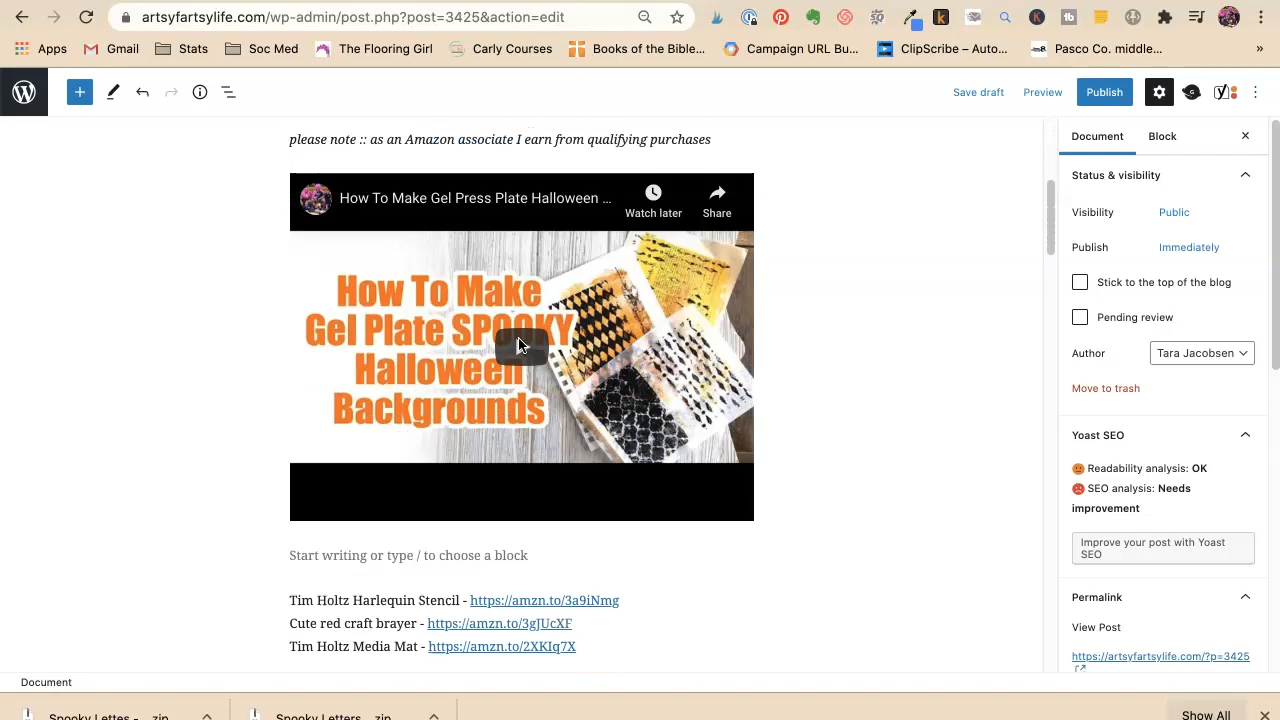 artsyfartsylife.com/wp-admin/post.php?post=3425&action=edit
Apps
Gmail
Stats
Soc Med
The Flooring Girl
Carly Courses
Books of the Bible...
Campaign URL Bu...
ClipScribe – Auto...
Pasco Co. middle...
»
Save draft
Preview
Publish
please note :: as an Amazon associate I earn from qualifying purchases
How To Make Gel Press Plate Halloween ...
Watch later
Share
How To Make
Gel Plate SPOOKY
Halloween
Backgrounds
Start writing or type / to choose a block
Tim Holtz Harlequin Stencil - https://amzn.to/3a9iNmg
Cute red craft brayer - https://amzn.to/3gJUcXF
Tim Holtz Media Mat - https://amzn.to/2XKIq7X
Document
Block
Status & visibility
Visibility
Public
Publish
Immediately
Stick to the top of the blog
Pending review
Author
Tara Jacobsen
Move to trash
Yoast SEO
Readability analysis: OK
SEO analysis: Needs
improvement
Improve your post with Yoast
SEO
Permalink
View Post
https://artsyfartsylife.com/?p=3425
Document
Spooky Lettes -....zip
Spooky Letters....zip
Show All